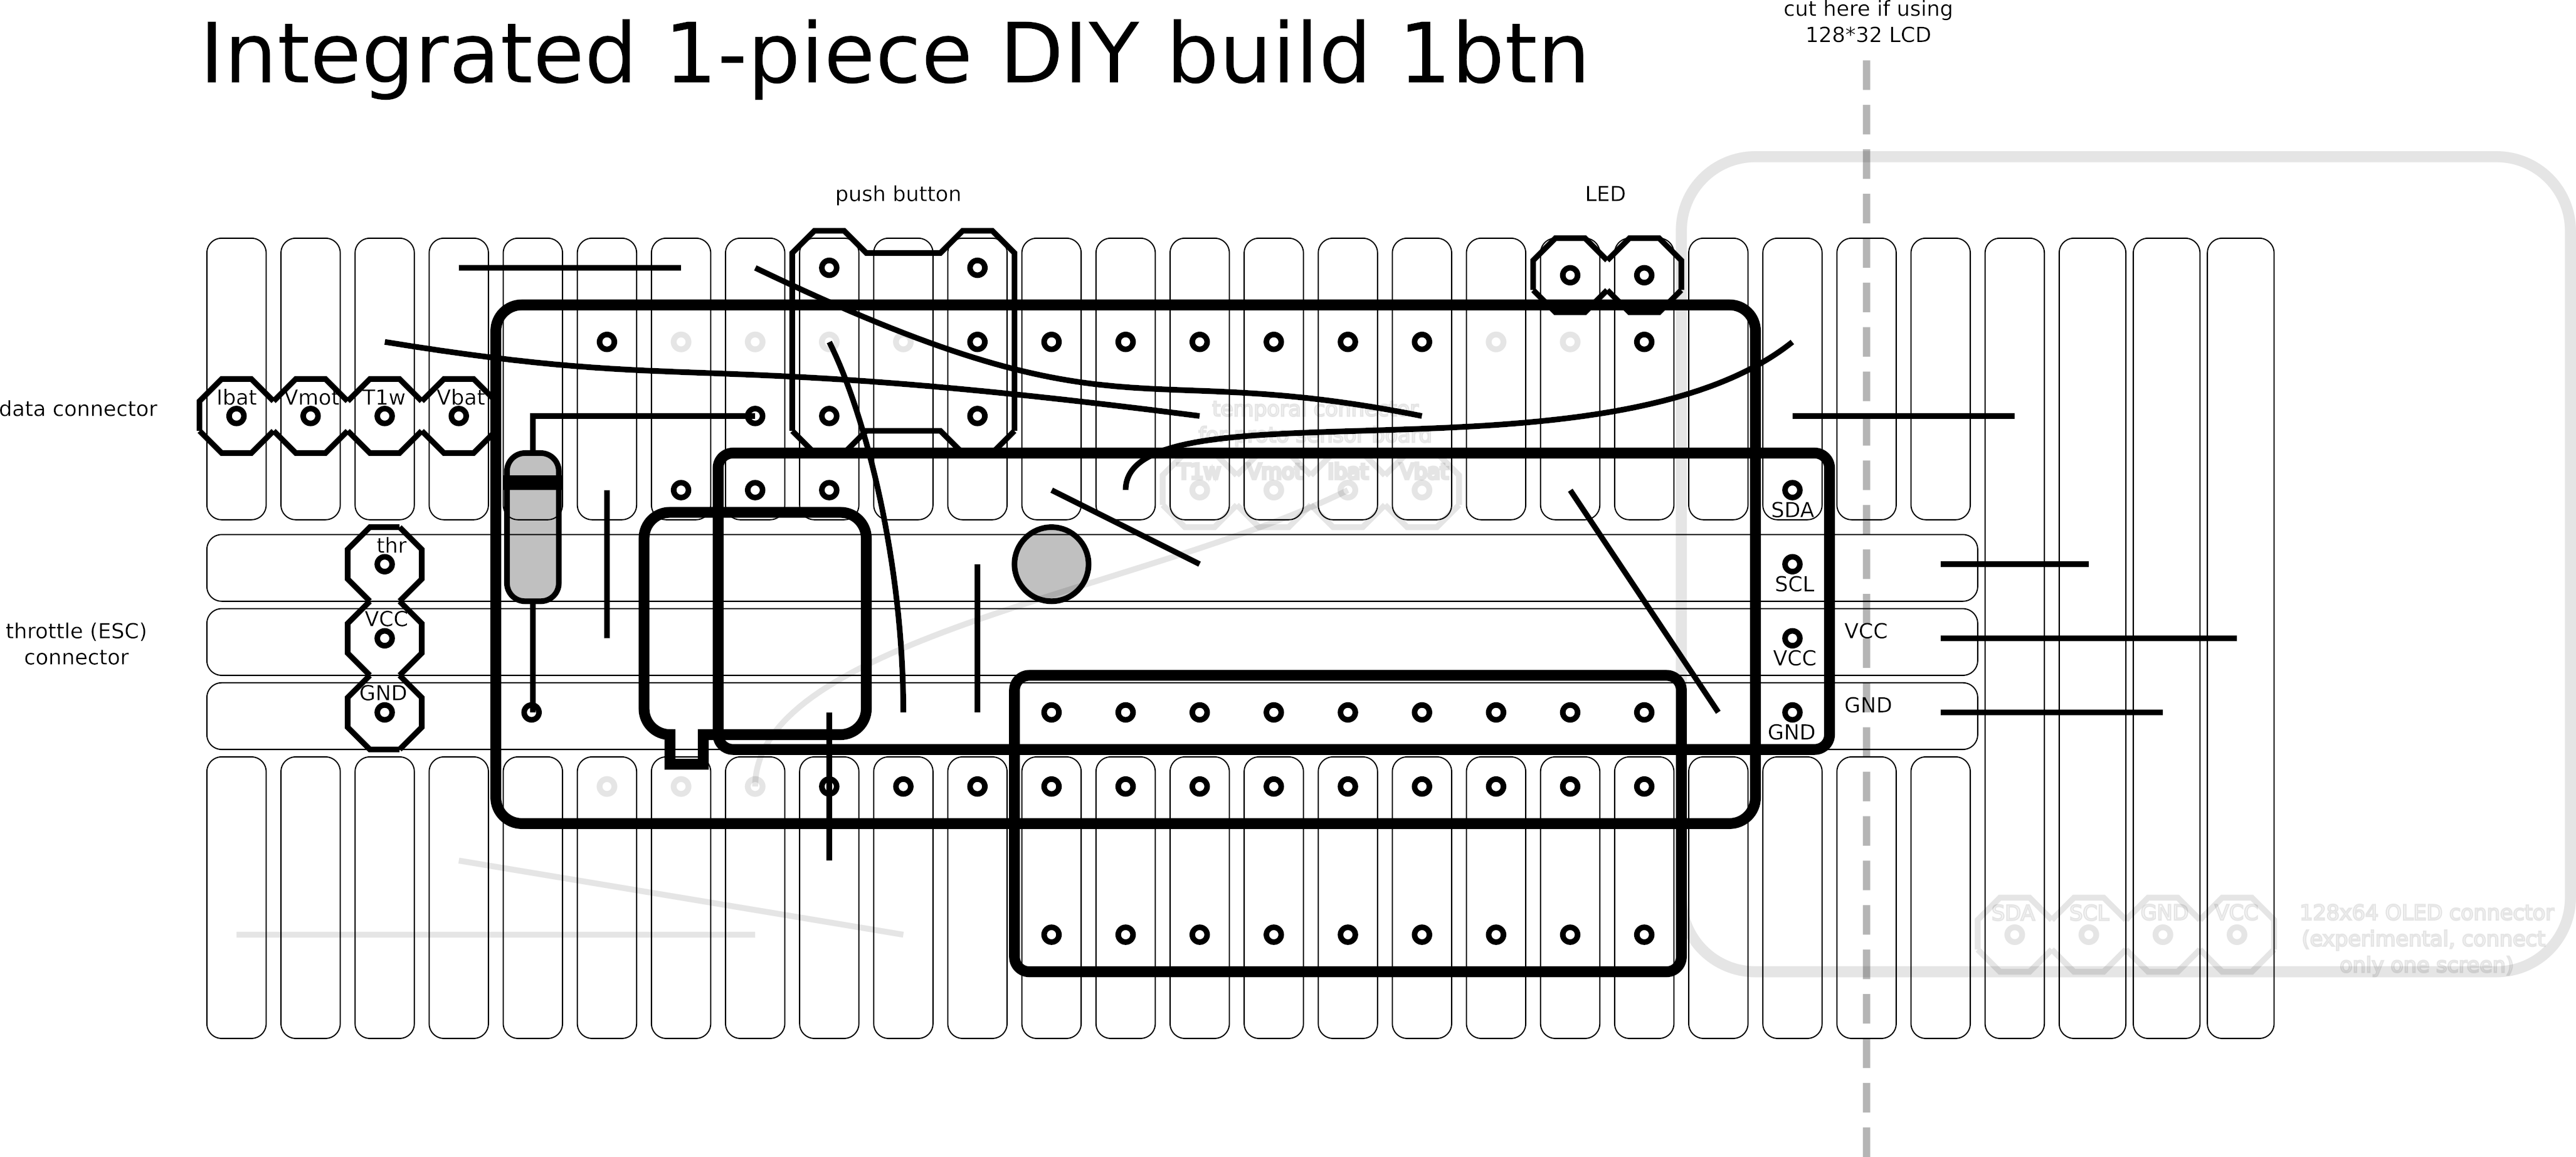 cut here if using
128*32 LCD
Integrated 1-piece DIY build 1btn
push button
LED
data connector
Ibat Vmot T1w Vbat
temporal connector
for proto sensor board
T1w Vmot Ibat Vbat
SDA
thr
SCL
throttle (ESC)
connector
VCC
VCC
VCC
GND
GND
GND
SDA SCL GND VCC
128x64 OLED connector
(experimental, connect
only one screen)